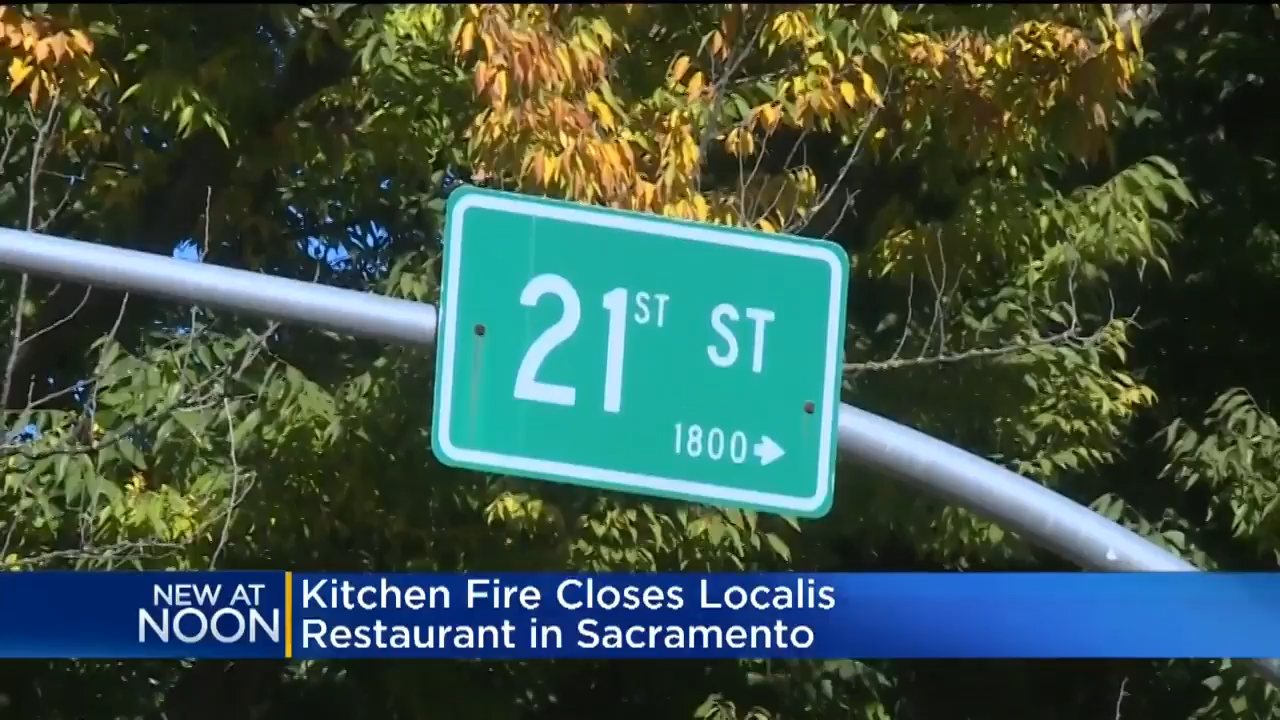 21ST ST
1800
NEW AT
NOON
Kitchen Fire Closes Localis
Restaurant in Sacramento